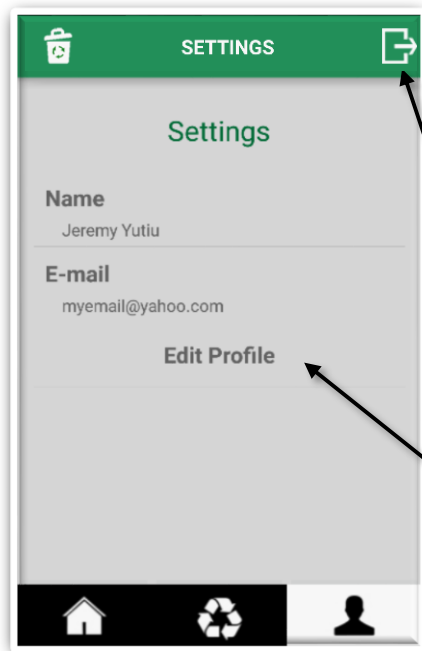 SETTINGS
Settings
Name
Jeremy Yutiu
E-mail
myemail@yahoo.com
Edit Profile